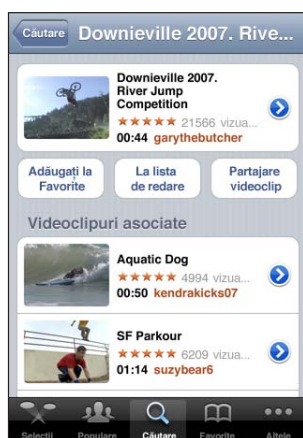 Căutare
Downieville 2007. Rive...
Downieville 2007.
River Jump
Competition
21566 vizua...
00:44 garythebutcher
Adăugați la
Favorite
La lista
de redare
Partajare
videoclip
Videoclipuri asociate
Aquatic Dog
4994 vizua...
00:50 kendrakicks07
SF Parkour
6209 vizua...
01:14 suzybear6
Selecții
Populare
Căutare
Favorite
Altele